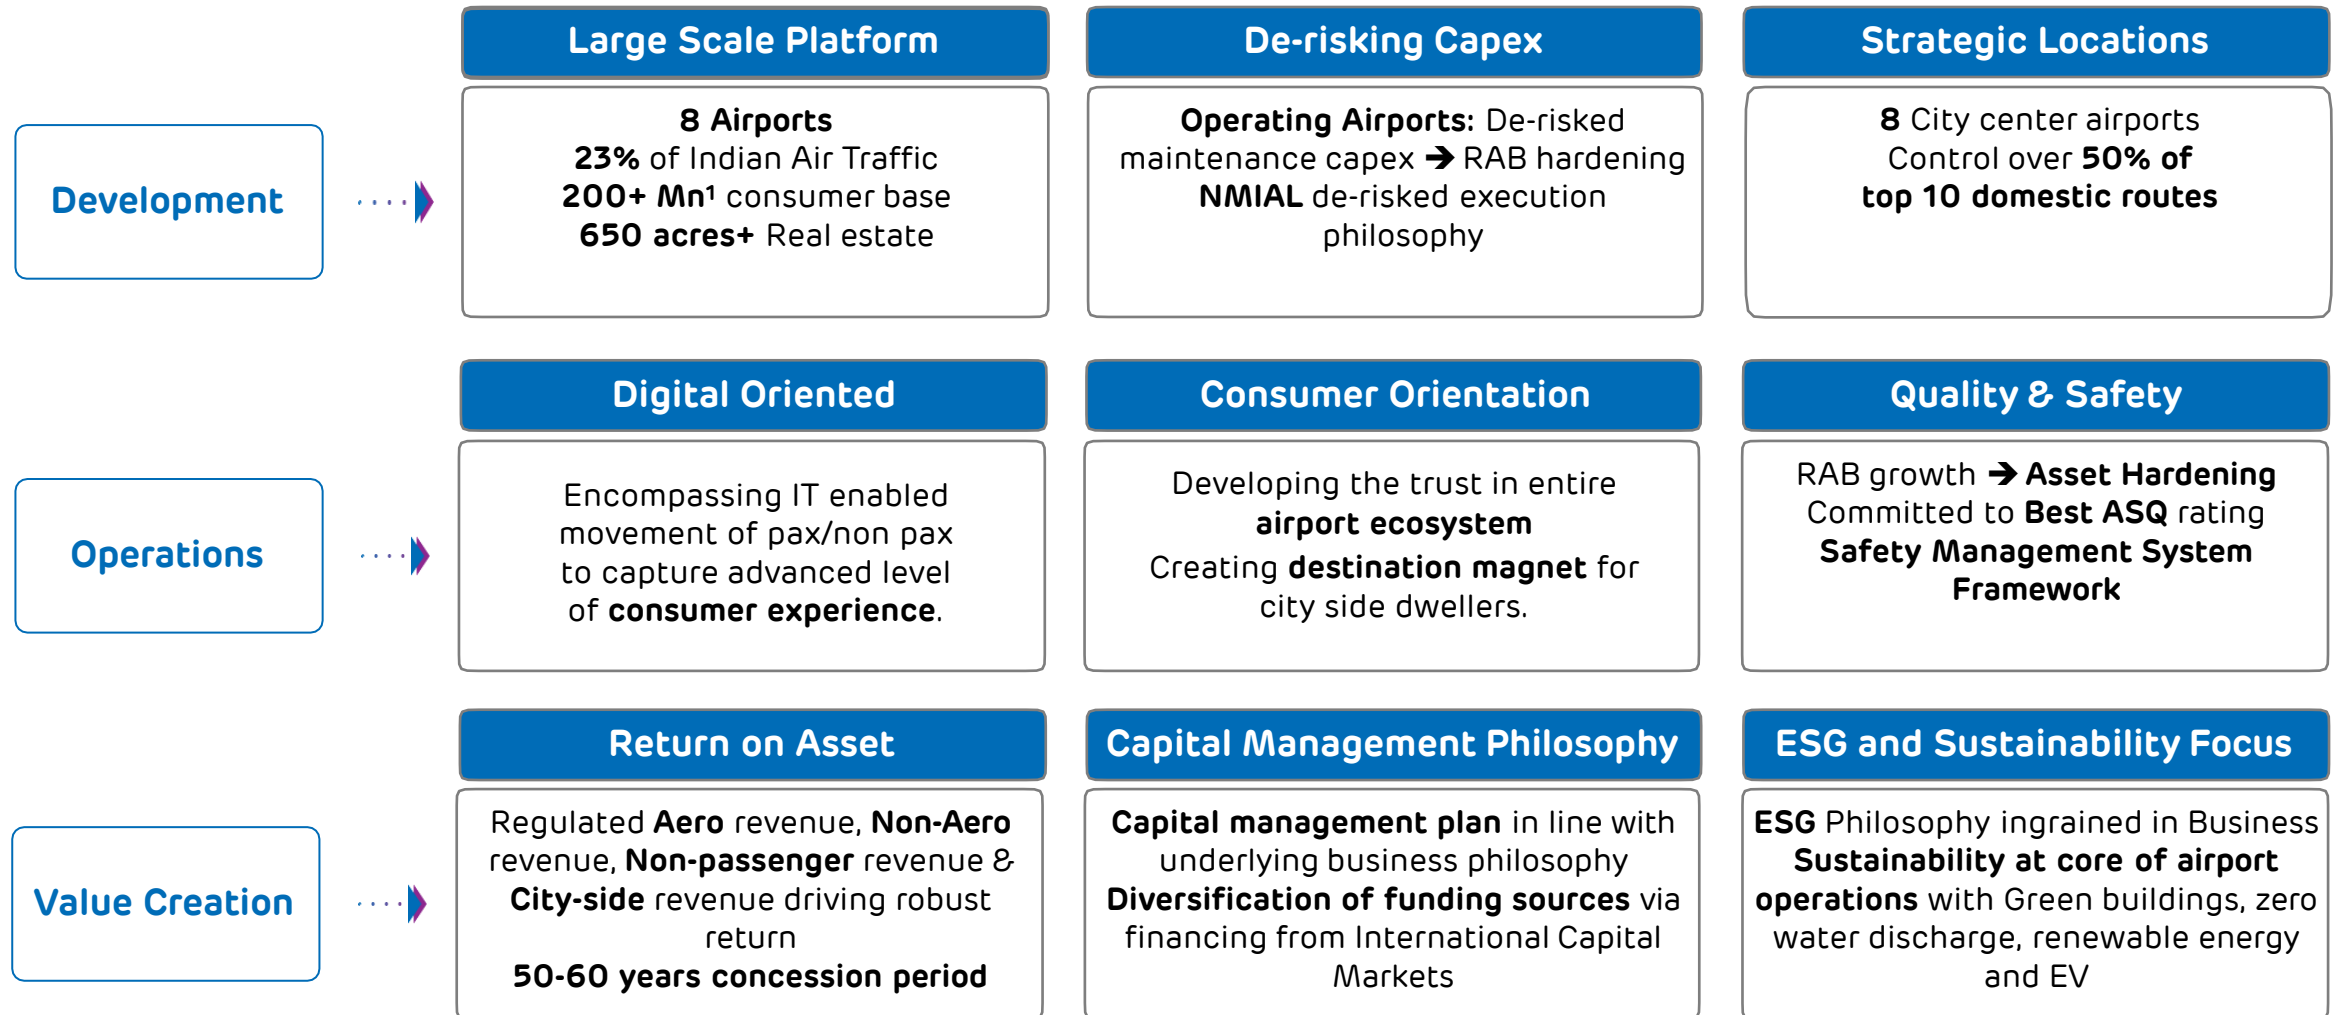 Large Scale Platform
De-risking Capex
Strategic Locations
Development
8 Airports
23% of Indian Air Traffic
200+ Mn¹ consumer base
650 acres+ Real estate
Operating Airports: De-risked
maintenance capex → RAB hardening
NMIAL de-risked execution
philosophy
8 City center airports
Control over 50% of
top 10 domestic routes
Digital Oriented
Consumer Orientation
Quality & Safety
Operations
Encompassing IT enabled
movement of pax/non pax
to capture advanced level
of consumer experience.
Developing the trust in entire
airport ecosystem
Creating destination magnet for
city side dwellers.
RAB growth → Asset Hardening
Committed to Best ASQ rating
Safety Management System
Framework
Return on Asset
Capital Management Philosophy
ESG and Sustainability Focus
Value Creation
Regulated Aero revenue, Non-Aero
revenue, Non-passenger revenue &
City-side revenue driving robust
return
50-60 years concession period
Capital management plan in line with
underlying business philosophy
Diversification of funding sources via
financing from International Capital
Markets
ESG Philosophy ingrained in Business
Sustainability at core of airport
operations with Green buildings, zero
water discharge, renewable energy
and EV